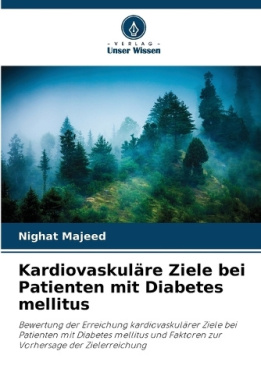 VERLAG
Unser Wissen
Nighat Majeed
Kardiovaskuläre Ziele bei
Patienten mit Diabetes
mellitus
Bewertung der Erreichung kardiovaskulärer Ziele bei
Patienten mit Diabetes mellitus und Faktoren zur
Vorhersage der Zielerreichung